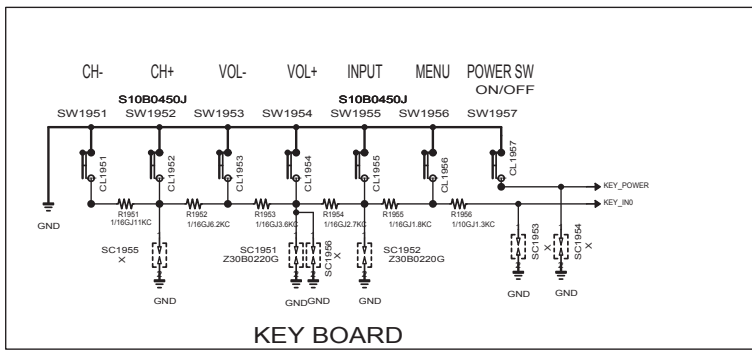 CH- CH+ VOL- VOL+ INPUT MENU POWER SW
ON/OFF
S10B0450J S10B0450J
SW1951 SW1952 SW1953 SW1954 SW1955 SW1956 SW1957
CL1951 CL1952 CL1953 CL1954 CL1955 CL1956 CL1957
KEY_POWER
KEY_IN0
GND
R1951 R1952 R1953 R1954 R1955 R1956
1/16GJ11KC 1/16GJ6.2KC 1/16GJ3.6KC 1/16GJ2.7KC 1/16GJ1.8KC 1/10GJ1.3KC
SC1955 SC1951 SC1956 SC1952 SC1953 SC1954
X Z30B0220G X Z30B0220G X X
GND GND GND GND GND GND
KEY BOARD